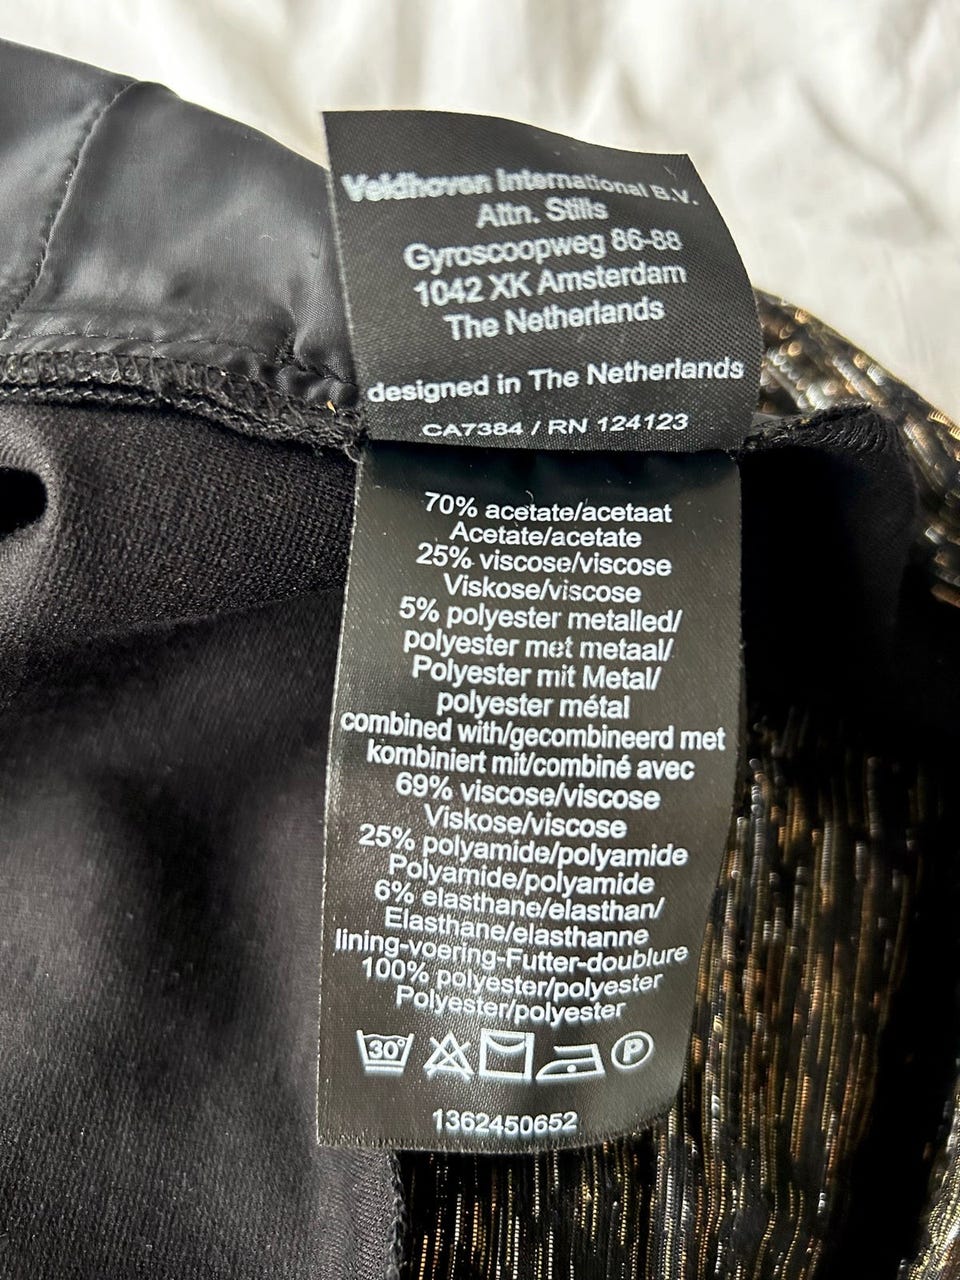 Veldhoven International B.V.
Attn. Stills
Gyroscoopweg 86-88
1042 XK Amsterdam
The Netherlands
designed in The Netherlands
CA7384 / RN 124123
70% acetate/acetaat
Acetate/acetate
25% viscose/viscose
Viskose/viscose
5% polyester metalled/
polyester met metaal/
Polyester mit Metal/
polyester métal
combined with/gecombineerd met
kombiniert mit/combiné avec
69% viscose/viscose
Viskose/viscose
25% polyamide/polyamide
Polyamide/polyamide
6% elasthane/elasthan/
Elasthane/elasthanne
lining-voering-Futter-doublure
100% polyester/polyester
Polyester/polyester
30° P
1362450652